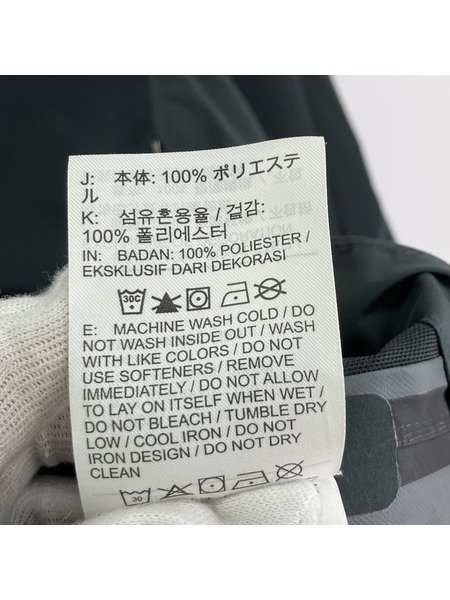 J: 本体: 100% ポリエステ
ル
K: 섬유혼용율 / 겉감:
100% 폴리에스터
IN: BADAN: 100% POLIESTER /
EKSKLUSIF DARI DEKORASI
30C
E: MACHINE WASH COLD / DO
NOT WASH INSIDE OUT / WASH
WITH LIKE COLORS / DO NOT
USE SOFTENERS / REMOVE
IMMEDIATELY / DO NOT ALLOW
TO LAY ON ITSELF WHEN WET /
DO NOT BLEACH / TUMBLE DRY
LOW / COOL IRON / DO NOT
IRON DESIGN / DO NOT DRY
CLEAN
30